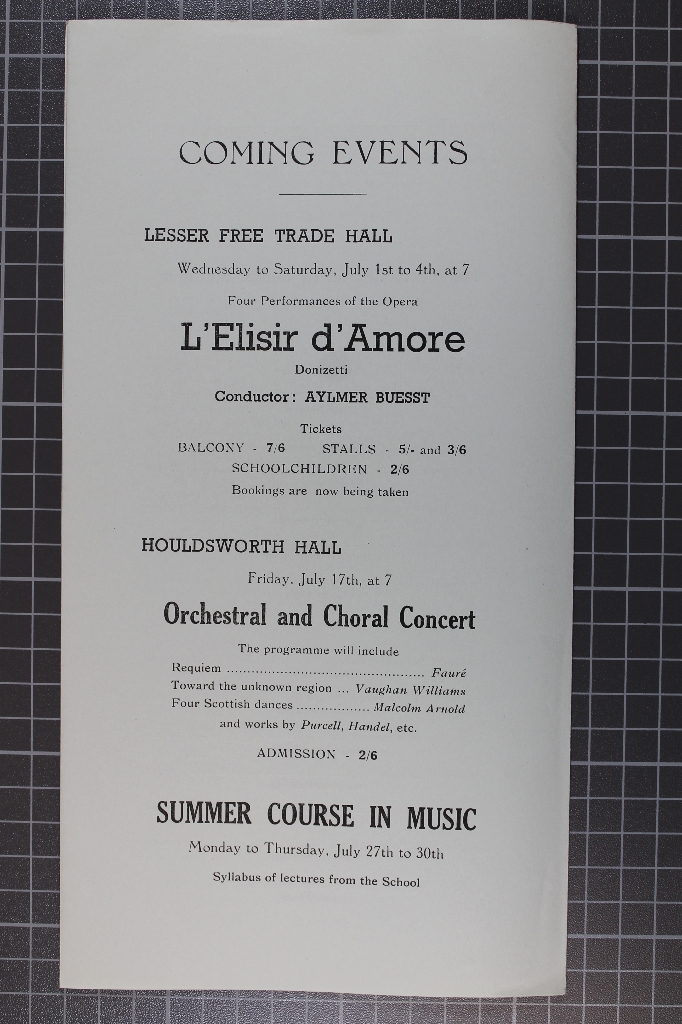 COMING EVENTS
LESSER FREE TRADE HALL
Wednesday to Saturday, July 1st to 4th, at 7
Four Performances of the Opera
L'Elisir d'Amore
Donizetti
Conductor: AYLMER BUESST
Tickets
BALCONY - 7/6 STALLS - 5/- and 3/6
SCHOOLCHILDREN - 2/6
Bookings are now being taken
HOULDSWORTH HALL
Friday, July 17th, at 7
Orchestral and Choral Concert
The programme will include
Requiem ................................................ Fauré
Toward the unknown region ... Vaughan Williams
Four Scottish dances .................. Malcolm Arnold
and works by Purcell, Handel, etc.
ADMISSION - 2/6
SUMMER COURSE IN MUSIC
Monday to Thursday, July 27th to 30th
Syllabus of lectures from the School